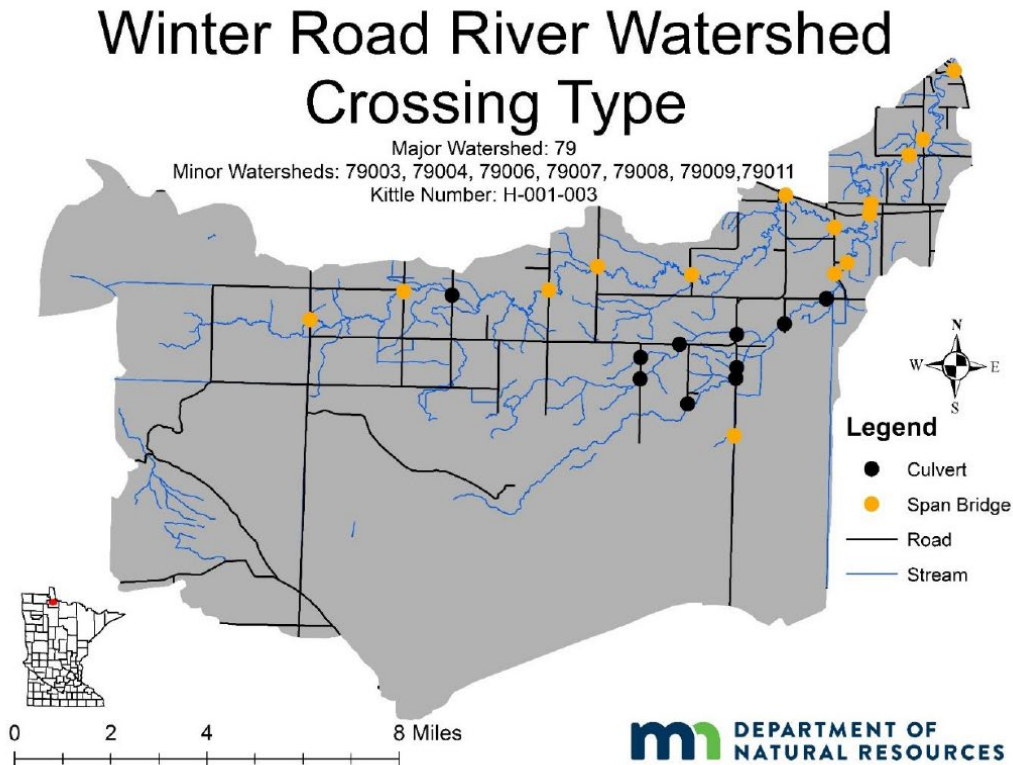 Winter Road River Watershed
Crossing Type
Major Watershed: 79
Minor Watersheds: 79003, 79004, 79006, 79007, 79008, 79009,79011
Kittle Number: H-001-003
N
W E
S
Legend
Culvert
Span Bridge
Road
Stream
0 2 4 8 Miles
mn DEPARTMENT OF
NATURAL RESOURCES